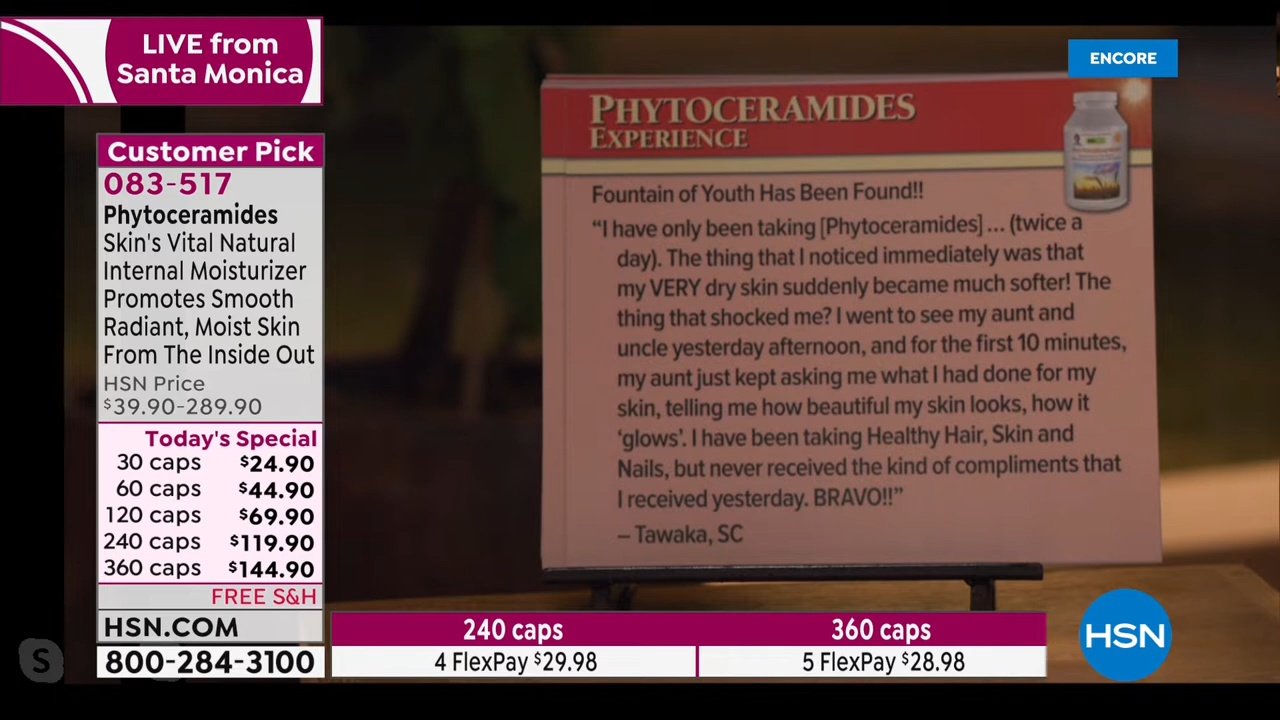 LIVE from
Santa Monica
ENCORE
Customer Pick
083-517
Phytoceramides
Skin's Vital Natural
Internal Moisturizer
Promotes Smooth
Radiant, Moist Skin
From The Inside Out
HSN Price
$39.90-289.90
Today's Special
30 caps $24.90
60 caps $44.90
120 caps $69.90
240 caps $119.90
360 caps $144.90
FREE S&H
HSN.COM
800-284-3100
PHYTOCERAMIDES
EXPERIENCE
Fountain of Youth Has Been Found!!
“I have only been taking [Phytoceramides] ... (twice a
day). The thing that I noticed immediately was that
my VERY dry skin suddenly became much softer! The
thing that shocked me? I went to see my aunt and
uncle yesterday afternoon, and for the first 10 minutes,
my aunt just kept asking me what I had done for my
skin, telling me how beautiful my skin looks, how it
‘glows’. I have been taking Healthy Hair, Skin and
Nails, but never received the kind of compliments that
I received yesterday. BRAVO!!”
– Tawaka, SC
240 caps 360 caps
4 FlexPay $29.98 5 FlexPay $28.98
HSN
S